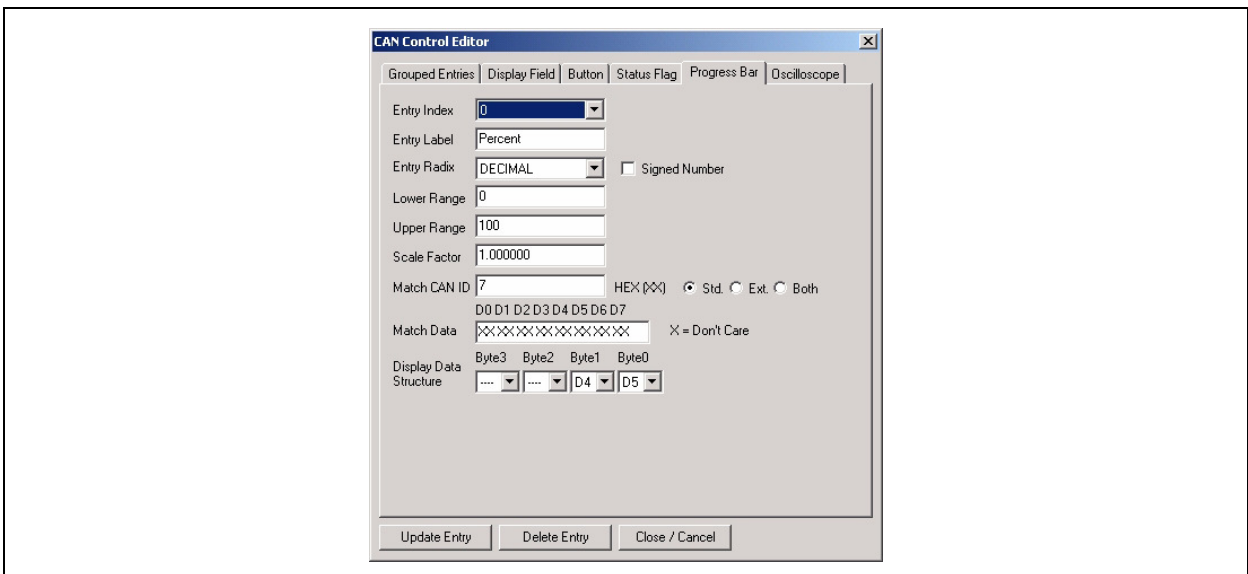 CAN Control Editor
Grouped Entries Display Field Button Status Flag Progress Bar Oscilloscope
Entry Index 0
Entry Label Percent
Entry Radix DECIMAL Signed Number
Lower Range 0
Upper Range 100
Scale Factor 1.000000
Match CAN ID 7 HEX (XX) Std. Ext. Both
D0 D1 D2 D3 D4 D5 D6 D7
Match Data XXXXXXXXXXXXXXXX X = Don't Care
Byte3 Byte2 Byte1 Byte0
Display Data
Structure ---- ---- D4 D5
Update Entry Delete Entry Close / Cancel